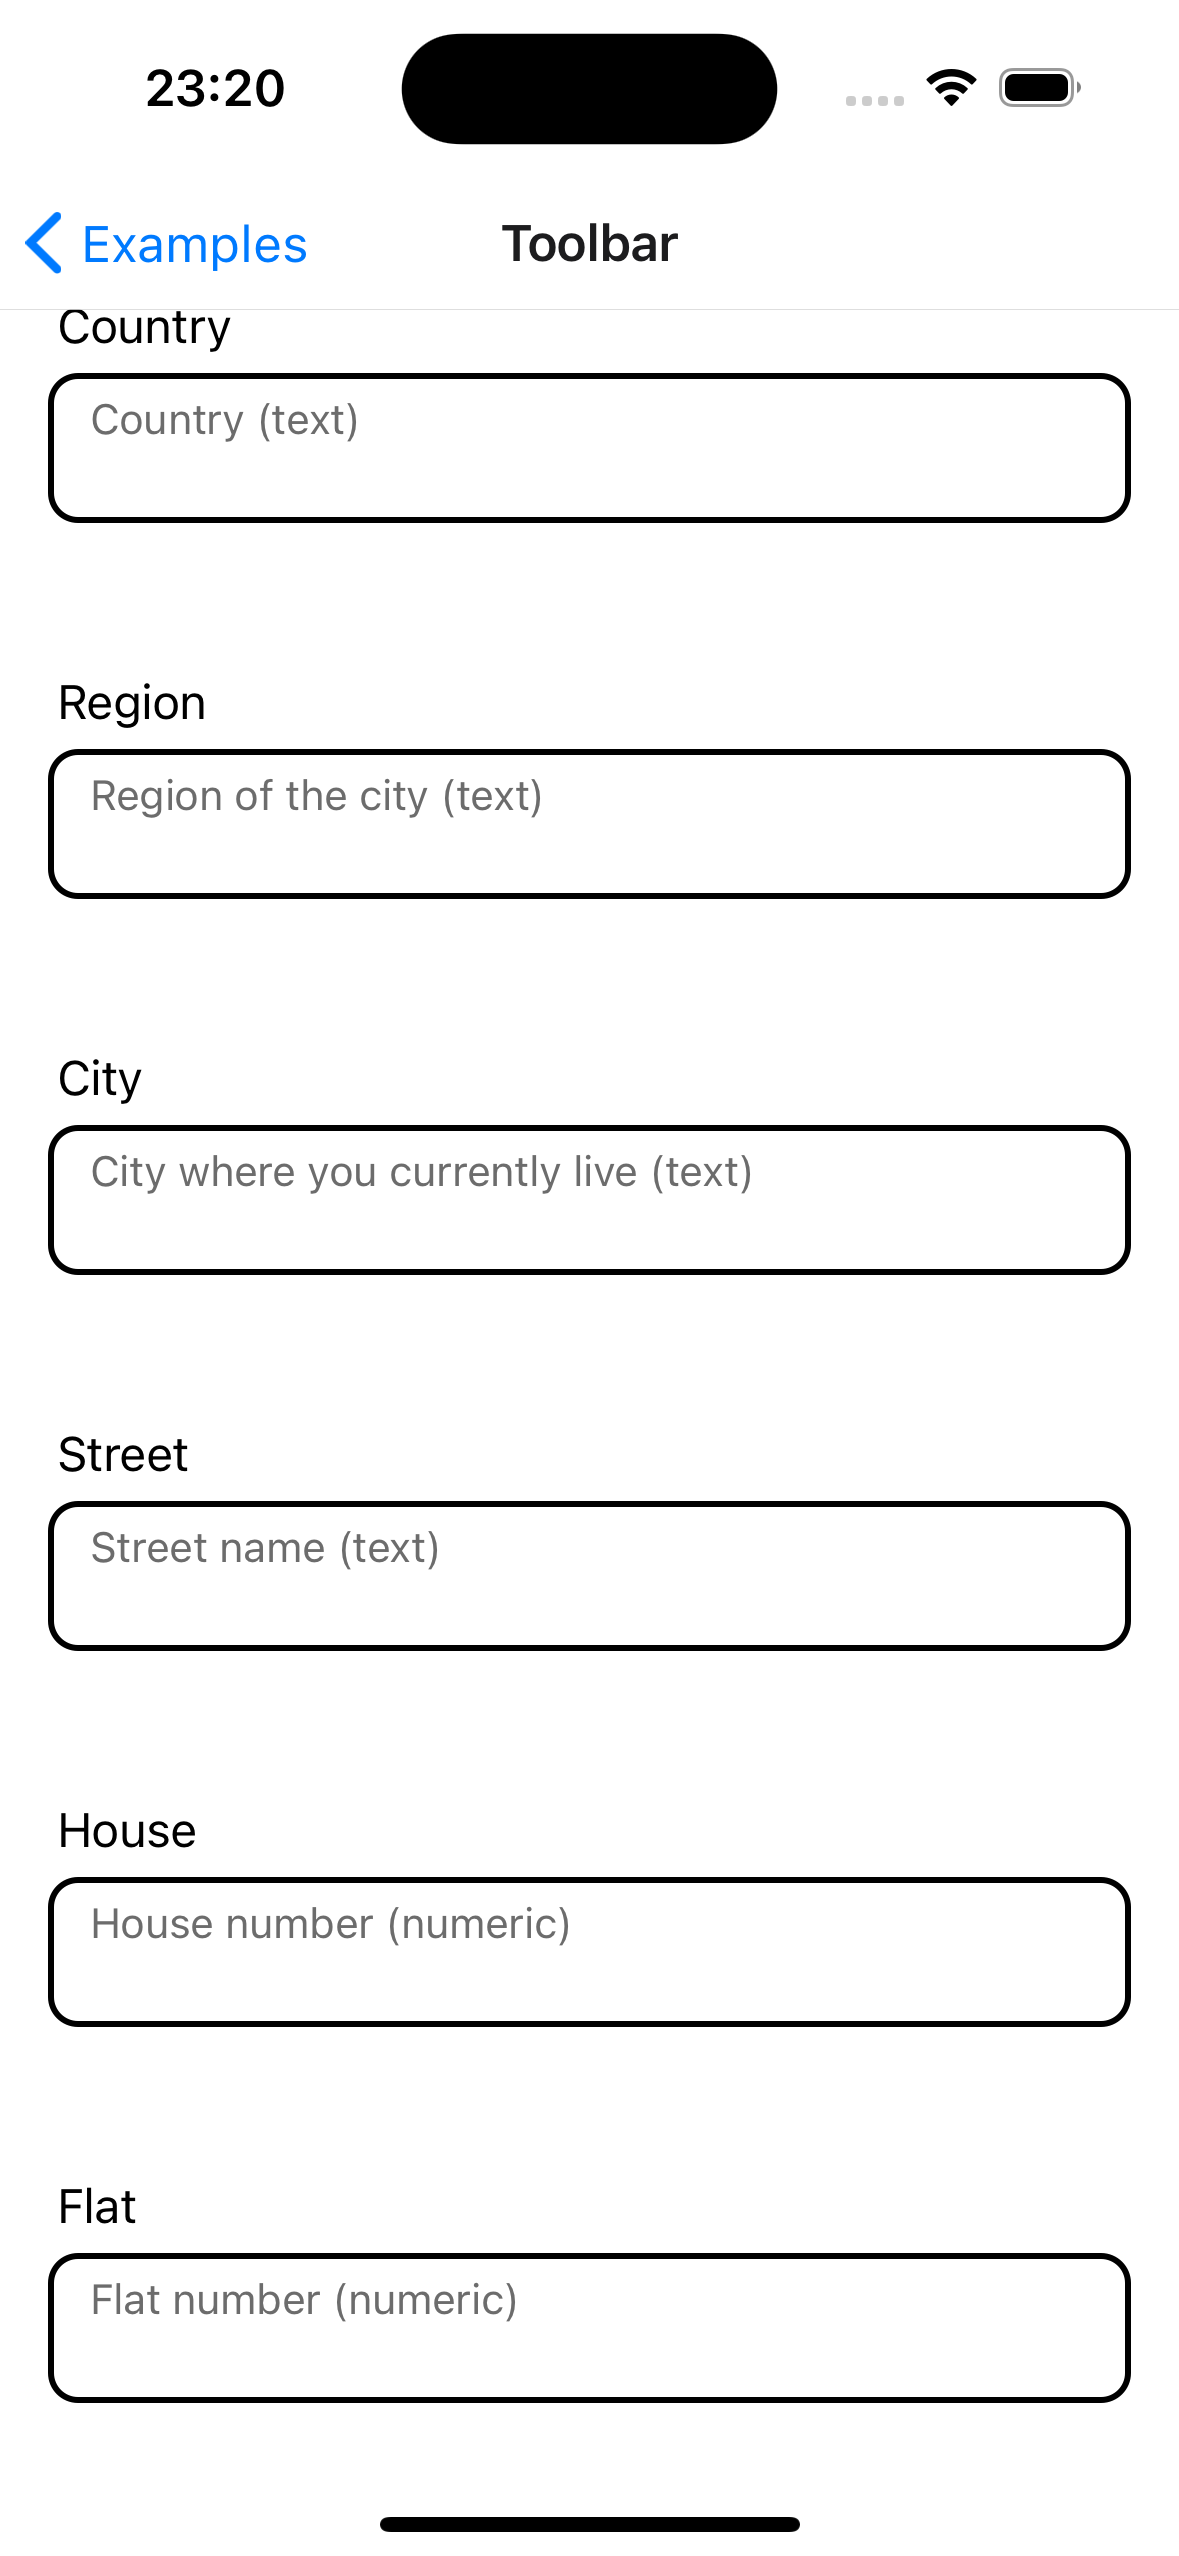 23:20
Examples
Toolbar
Country
Country (text)
Region
Region of the city (text)
City
City where you currently live (text)
Street
Street name (text)
House
House number (numeric)
Flat
Flat number (numeric)